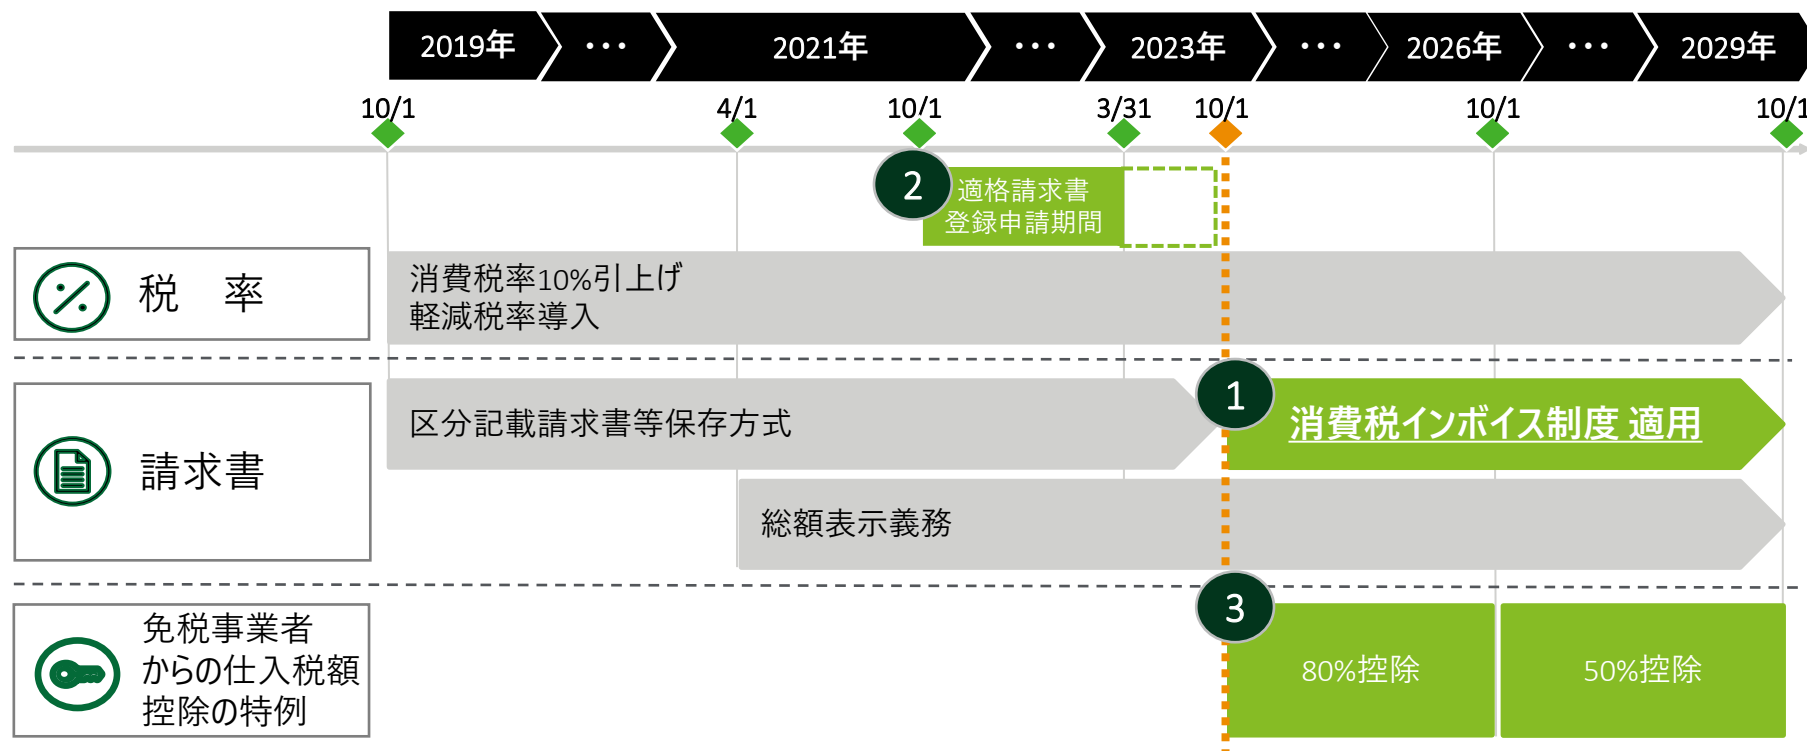 2019年 ・・・ 2021年 ・・・ 2023年 ・・・ 2026年 ・・・ 2029年
10/1 4/1 10/1 3/31 10/1 10/1 10/1
2
適格請求書
登録申請期間
税 率
消費税率10%引上げ
軽減税率導入
請求書
区分記載請求書等保存方式
1
消費税インボイス制度 適用
総額表示義務
免税事業者
からの仕入税額
控除の特例
3
80%控除
50%控除